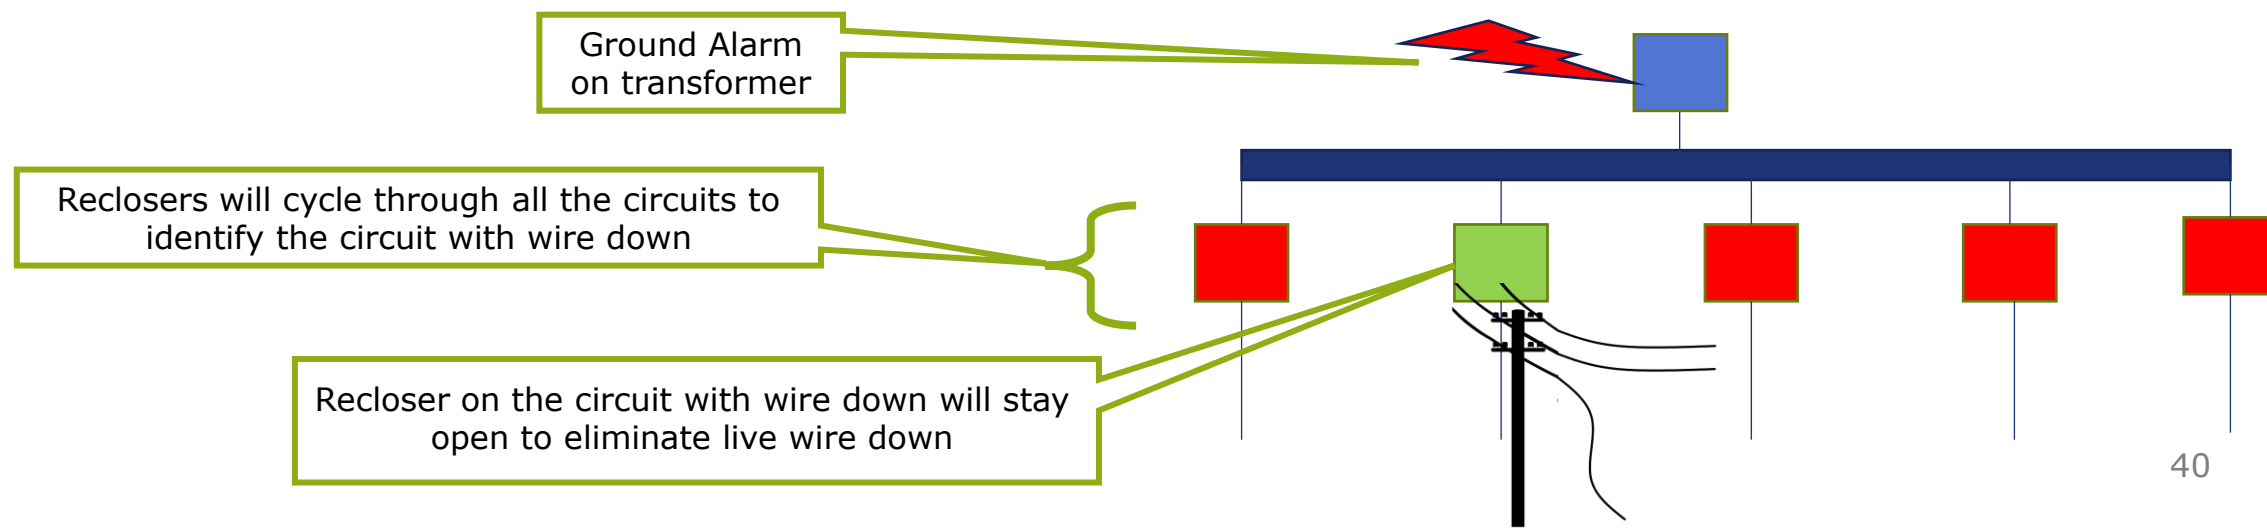 Ground Alarm
on transformer
Reclosers will cycle through all the circuits to
identify the circuit with wire down
Recloser on the circuit with wire down will stay
open to eliminate live wire down
40